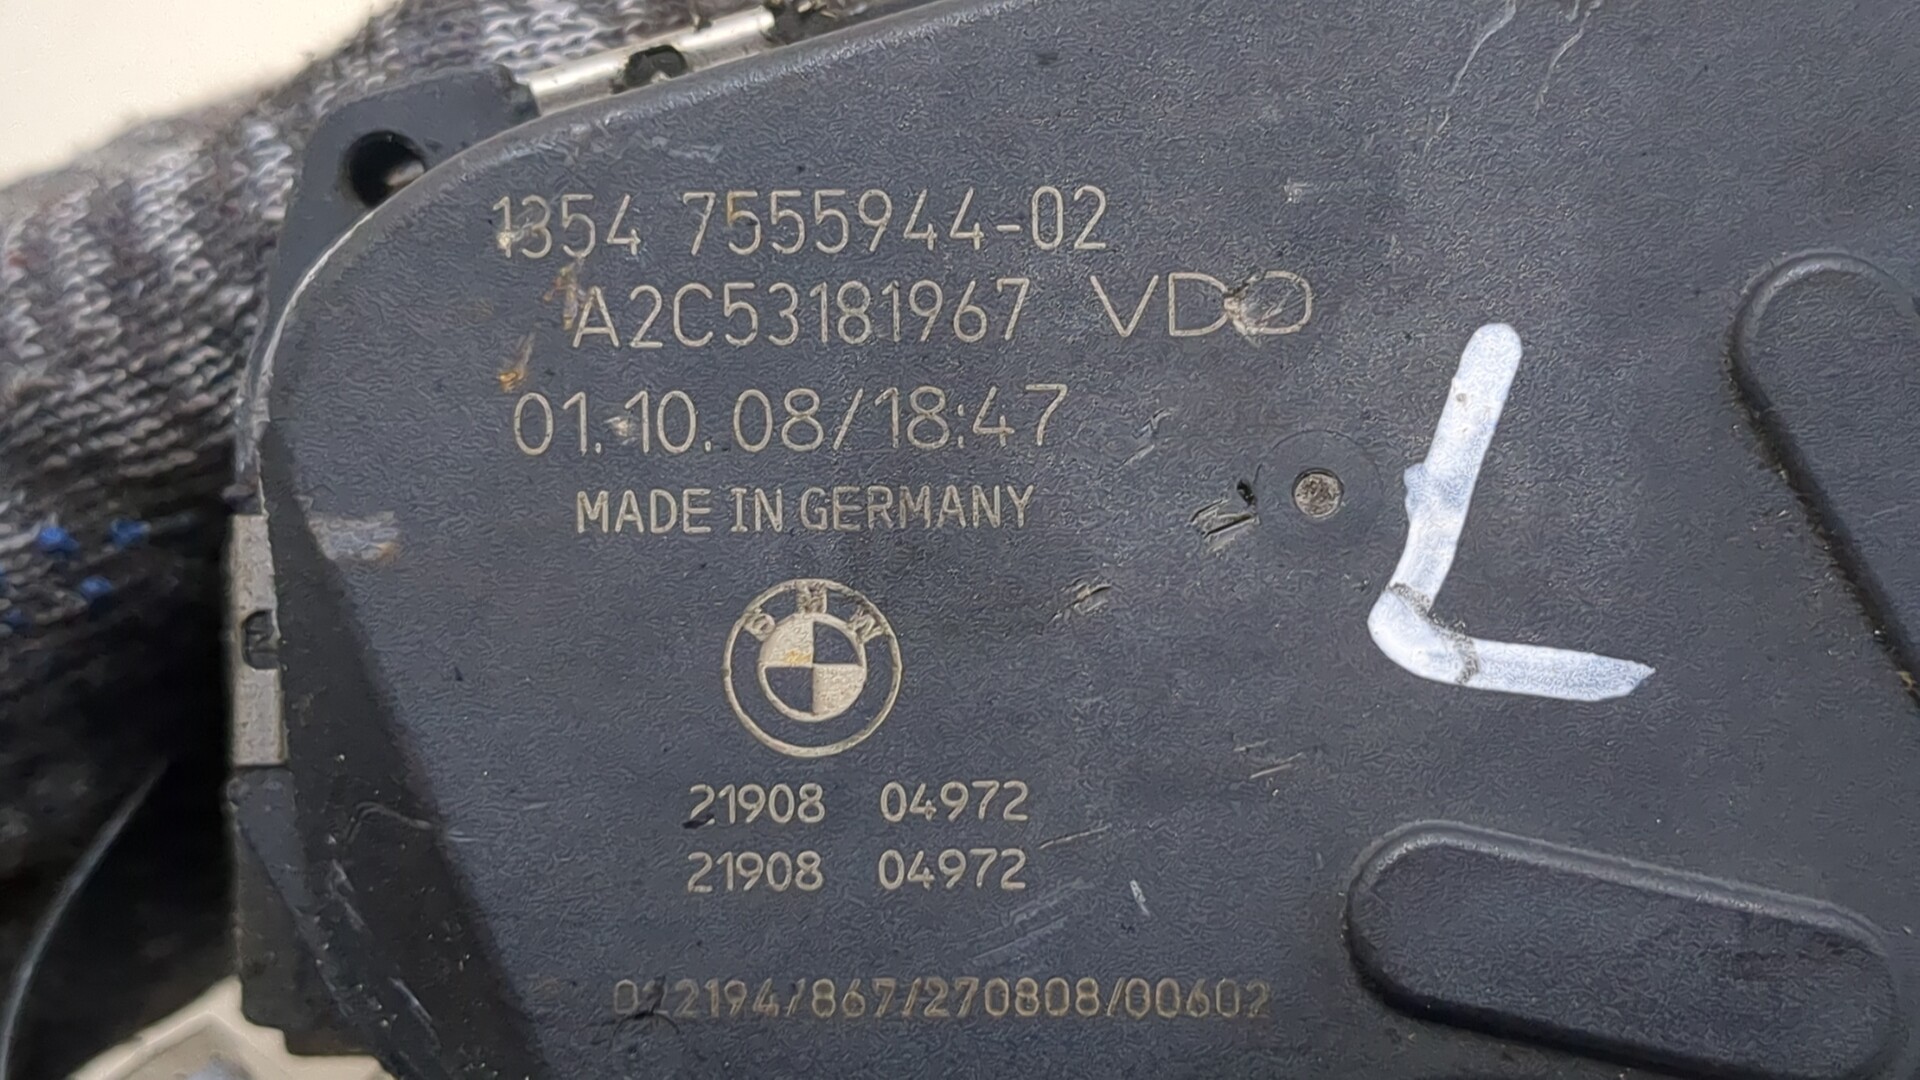 1354 7555944-02
A2C53181967 VDO
01.10.08/18:47
MADE IN GERMANY
BMW
21908 04972
21908 04972
022194/867/270808/00602
L